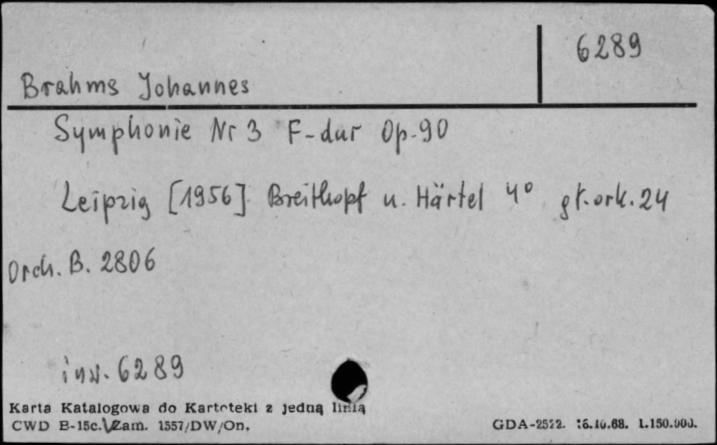 6289
Brahms Johannes
Symphonie Nr 3 F-dur Op. 90
Leipzig [1956] Breitkopf u. Härtel 4° gł. ork. 24
Orch. B. 2806
inw. 6289
Karta Katalogowa do Kartoteki z jedną linią
CWD B-15c. Zam. 1557/DW/On. GDA-2522. 16.10.68. 1.150.000.